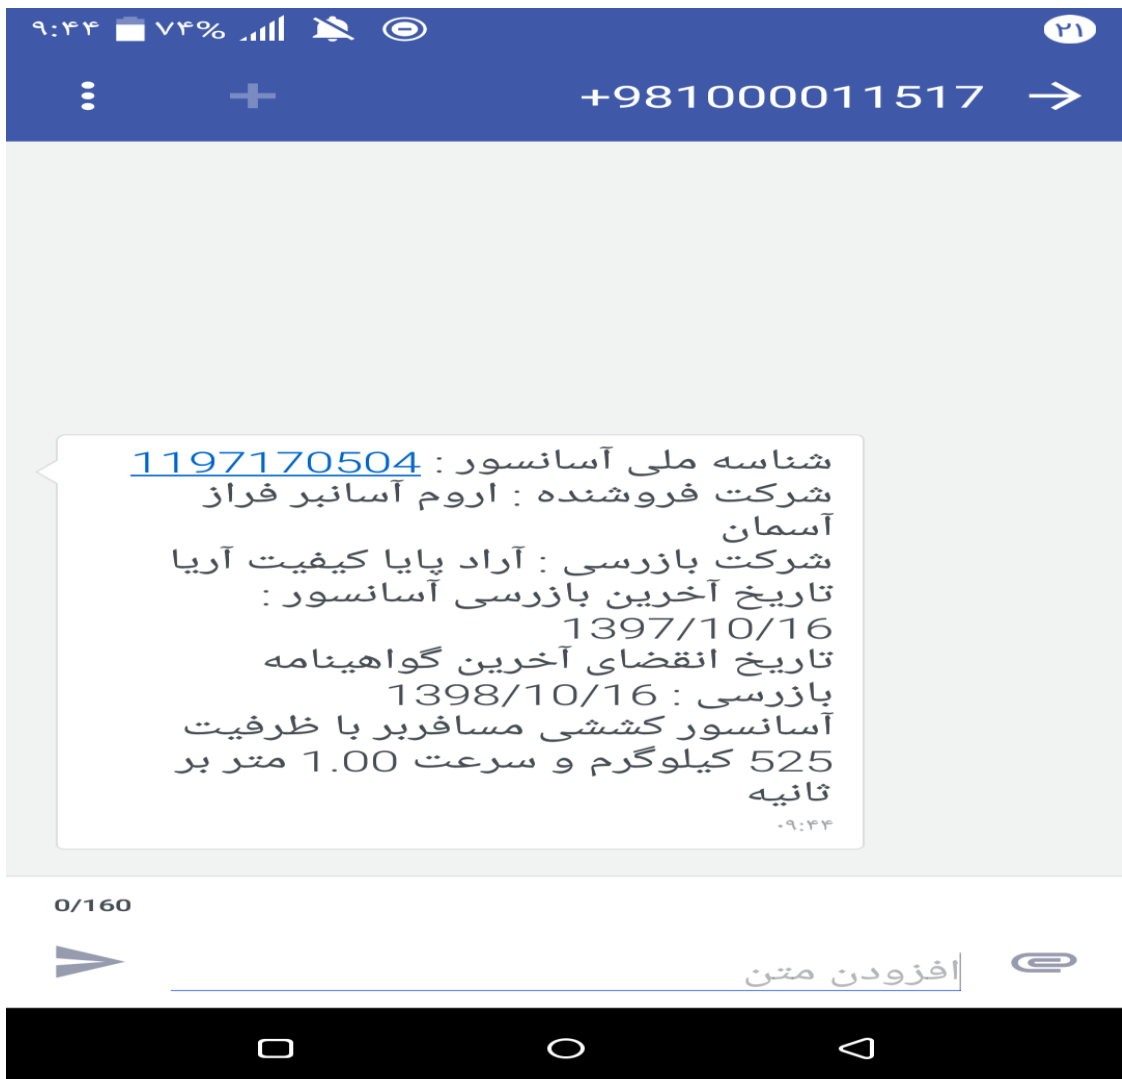 ۹:۴۴ ۷۴% ۲۱
+981000011517
شناسه ملی آسانسور : 1197170504
شرکت فروشنده : اروم آسانبر فراز
آسمان
شرکت بازرسی : آراد پایا کیفیت آریا
تاریخ آخرین بازرسی آسانسور :
1397/10/16
تاریخ انقضای آخرین گواهینامه
بازرسی : 1398/10/16
آسانسور کششی مسافربر با ظرفیت
525 کیلوگرم و سرعت 1.00 متر بر
ثانیه
۰۹:۴۴
0/160
افزودن متن